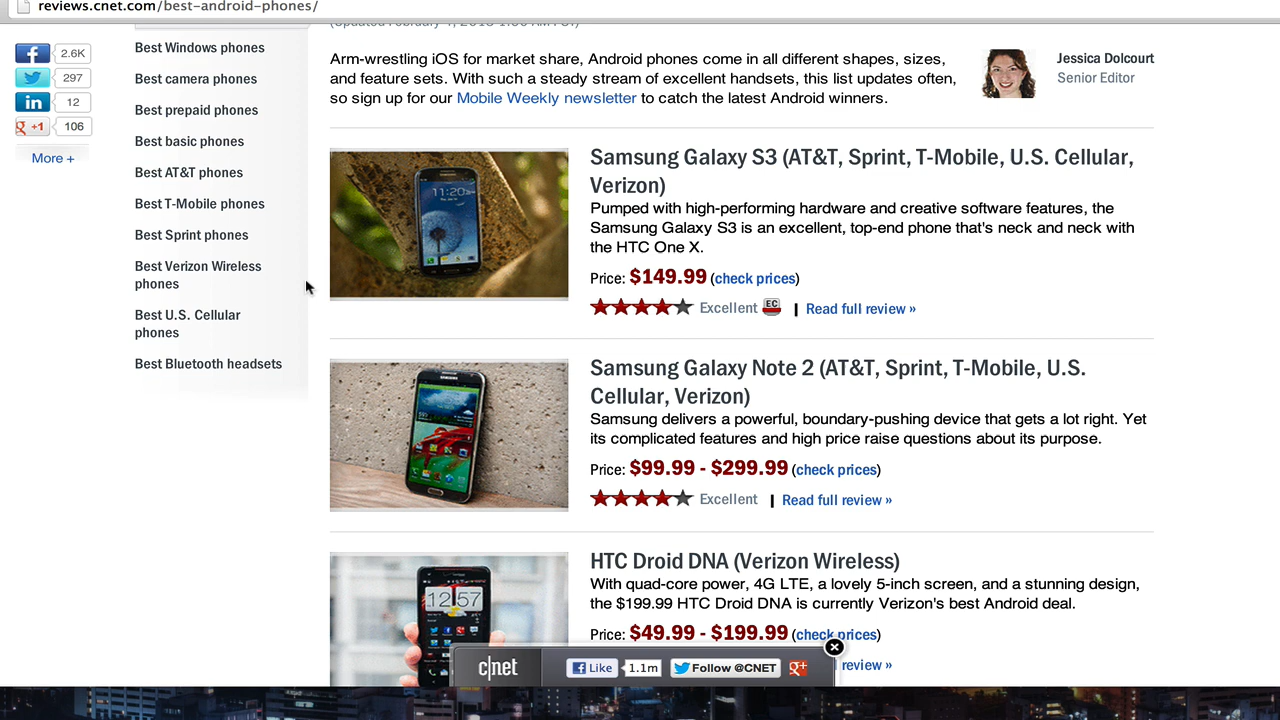 reviews.cnet.com/best-android-phones/
2.6K
297
12
+1 106
More +
Best Windows phones
Best camera phones
Best prepaid phones
Best basic phones
Best AT&T phones
Best T-Mobile phones
Best Sprint phones
Best Verizon Wireless
phones
Best U.S. Cellular
phones
Best Bluetooth headsets
Arm-wrestling iOS for market share, Android phones come in all different shapes, sizes,
and feature sets. With such a steady stream of excellent handsets, this list updates often,
so sign up for our Mobile Weekly newsletter to catch the latest Android winners.
Jessica Dolcourt
Senior Editor
Samsung Galaxy S3 (AT&T, Sprint, T-Mobile, U.S. Cellular,
Verizon)
Pumped with high-performing hardware and creative software features, the
Samsung Galaxy S3 is an excellent, top-end phone that's neck and neck with
the HTC One X.
Price: $149.99 (check prices)
Excellent EC | Read full review »
11:20
Samsung Galaxy Note 2 (AT&T, Sprint, T-Mobile, U.S.
Cellular, Verizon)
Samsung delivers a powerful, boundary-pushing device that gets a lot right. Yet
its complicated features and high price raise questions about its purpose.
Price: $99.99 - $299.99 (check prices)
Excellent | Read full review »
HTC Droid DNA (Verizon Wireless)
With quad-core power, 4G LTE, a lovely 5-inch screen, and a stunning design,
the $199.99 HTC Droid DNA is currently Verizon's best Android deal.
Price: $49.99 - $199.99 (check prices)
review »
12:57
c|net Like 1.1m Follow @CNET g+